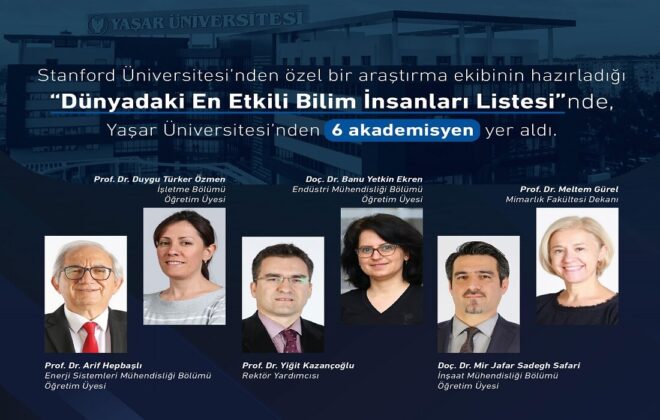 YAŞAR ÜNİVERSİTESİ
Stanford Üniversitesi'nden özel bir araştırma ekibinin hazırladığı
“Dünyadaki En Etkili Bilim İnsanları Listesi”nde,
Yaşar Üniversitesi'nden 6 akademisyen yer aldı.
Prof. Dr. Duygu Türker Özmen
İşletme Bölümü
Öğretim Üyesi
Doç. Dr. Banu Yetkin Ekren
Endüstri Mühendisliği Bölümü
Öğretim Üyesi
Prof. Dr. Meltem Gürel
Mimarlık Fakültesi Dekanı
Prof. Dr. Arif Hepbaşlı
Enerji Sistemleri Mühendisliği Bölümü
Öğretim Üyesi
Prof. Dr. Yiğit Kazançoğlu
Rektör Yardımcısı
Doç. Dr. Mir Jafar Sadegh Safari
İnşaat Mühendisliği Bölümü
Öğretim Üyesi